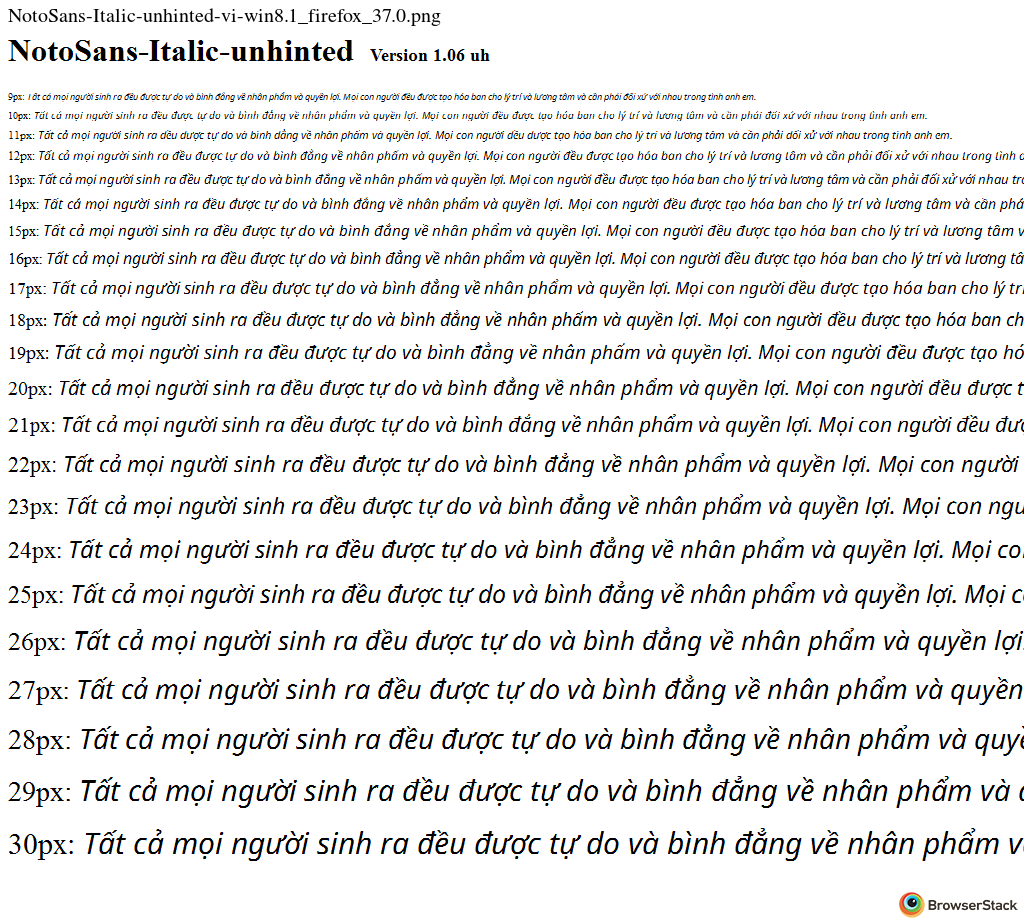 NotoSans-Italic-unhinted-vi-win8.1_firefox_37.0.png
NotoSans-Italic-unhinted Version 1.06 uh
9px: Tất cả mọi người sinh ra đều được tự do và bình đẳng về nhân phẩm và quyền lợi. Mọi con người đều được tạo hóa ban cho lý trí và lương tâm và cần phải đối xử với nhau trong tình anh em.
10px: Tất cả mọi người sinh ra đều được tự do và bình đẳng về nhân phẩm và quyền lợi. Mọi con người đều được tạo hóa ban cho lý trí và lương tâm và cần phải đối xử với nhau trong tình anh em.
11px: Tất cả mọi người sinh ra đều được tự do và bình đẳng về nhân phẩm và quyền lợi. Mọi con người đều được tạo hóa ban cho lý trí và lương tâm và cần phải đối xử với nhau trong tình anh em.
12px: Tất cả mọi người sinh ra đều được tự do và bình đẳng về nhân phẩm và quyền lợi. Mọi con người đều được tạo hóa ban cho lý trí và lương tâm và cần phải đối xử với nhau trong tình
13px: Tất cả mọi người sinh ra đều được tự do và bình đẳng về nhân phẩm và quyền lợi. Mọi con người đều được tạo hóa ban cho lý trí và lương tâm và cần phải đối xử với nhau
14px: Tất cả mọi người sinh ra đều được tự do và bình đẳng về nhân phẩm và quyền lợi. Mọi con người đều được tạo hóa ban cho lý trí và lương tâm và cần
15px: Tất cả mọi người sinh ra đều được tự do và bình đẳng về nhân phẩm và quyền lợi. Mọi con người đều được tạo hóa ban cho lý trí và lương tâm
16px: Tất cả mọi người sinh ra đều được tự do và bình đẳng về nhân phẩm và quyền lợi. Mọi con người đều được tạo hóa ban cho lý trí và lương
17px: Tất cả mọi người sinh ra đều được tự do và bình đẳng về nhân phẩm và quyền lợi. Mọi con người đều được tạo hóa ban cho lý
18px: Tất cả mọi người sinh ra đều được tự do và bình đẳng về nhân phẩm và quyền lợi. Mọi con người đều được tạo hóa ban
19px: Tất cả mọi người sinh ra đều được tự do và bình đẳng về nhân phẩm và quyền lợi. Mọi con người đều được tạo
20px: Tất cả mọi người sinh ra đều được tự do và bình đẳng về nhân phẩm và quyền lợi. Mọi con người đều được
21px: Tất cả mọi người sinh ra đều được tự do và bình đẳng về nhân phẩm và quyền lợi. Mọi con người đều
22px: Tất cả mọi người sinh ra đều được tự do và bình đẳng về nhân phẩm và quyền lợi. Mọi con người
23px: Tất cả mọi người sinh ra đều được tự do và bình đẳng về nhân phẩm và quyền lợi. Mọi con
24px: Tất cả mọi người sinh ra đều được tự do và bình đẳng về nhân phẩm và quyền lợi. Mọi
25px: Tất cả mọi người sinh ra đều được tự do và bình đẳng về nhân phẩm và quyền lợi. Mọi
26px: Tất cả mọi người sinh ra đều được tự do và bình đẳng về nhân phẩm và quyền lợi.
27px: Tất cả mọi người sinh ra đều được tự do và bình đẳng về nhân phẩm và quyền
28px: Tất cả mọi người sinh ra đều được tự do và bình đẳng về nhân phẩm và
29px: Tất cả mọi người sinh ra đều được tự do và bình đẳng về nhân phẩm và
30px: Tất cả mọi người sinh ra đều được tự do và bình đẳng về nhân phẩm
BrowserStack